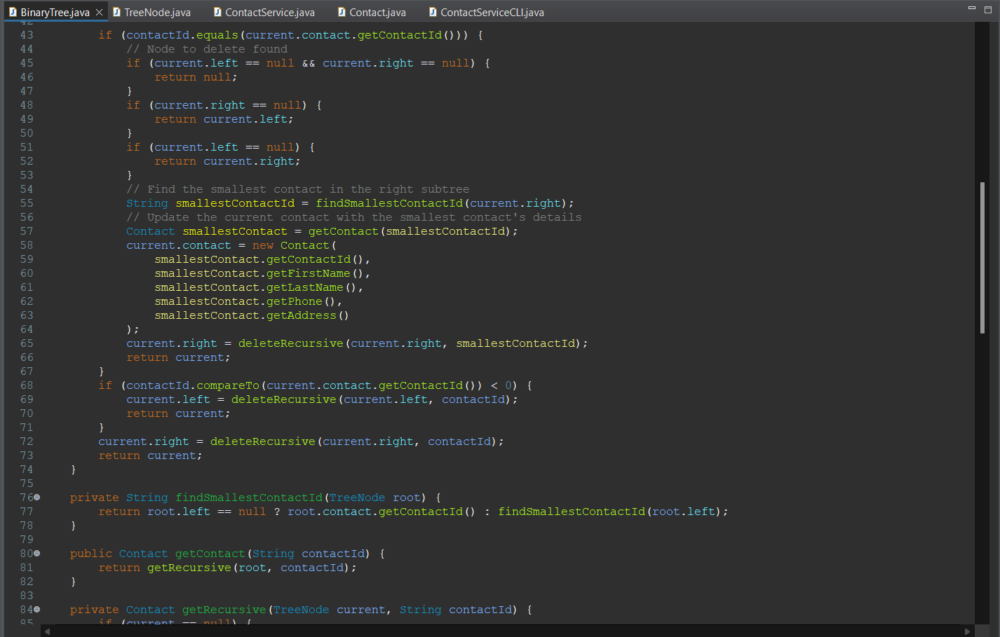 BinaryTree.java TreeNode.java ContactService.java Contact.java ContactServiceCLI.java
42
43 if (contactId.equals(current.contact.getContactId())) {
44 // Node to delete found
45 if (current.left == null && current.right == null) {
46 return null;
47 }
48 if (current.right == null) {
49 return current.left;
50 }
51 if (current.left == null) {
52 return current.right;
53 }
54 // Find the smallest contact in the right subtree
55 String smallestContactId = findSmallestContactId(current.right);
56 // Update the current contact with the smallest contact's details
57 Contact smallestContact = getContact(smallestContactId);
58 current.contact = new Contact(
59 smallestContact.getContactId(),
60 smallestContact.getFirstName(),
61 smallestContact.getLastName(),
62 smallestContact.getPhone(),
63 smallestContact.getAddress()
64 );
65 current.right = deleteRecursive(current.right, smallestContactId);
66 return current;
67 }
68 if (contactId.compareTo(current.contact.getContactId()) < 0) {
69 current.left = deleteRecursive(current.left, contactId);
70 return current;
71 }
72 current.right = deleteRecursive(current.right, contactId);
73 return current;
74 }
75
76 private String findSmallestContactId(TreeNode root) {
77 return root.left == null ? root.contact.getContactId() : findSmallestContactId(root.left);
78 }
79
80 public Contact getContact(String contactId) {
81 return getRecursive(root, contactId);
82 }
83
84 private Contact getRecursive(TreeNode current, String contactId) {
85 if (current == null) {